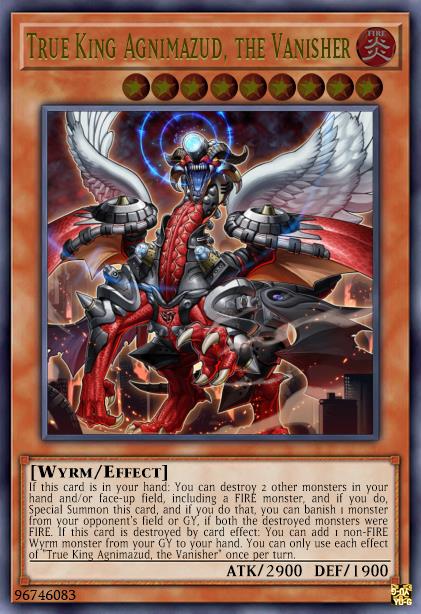 TRUE KING AGNIMAZUD, THE VANISHER
FIRE
炎
[WYRM/EFFECT]
If this card is in your hand: You can destroy 2 other monsters in your
hand and/or face-up field, including a FIRE monster, and if you do,
Special Summon this card, and if you do that, you can banish 1 monster
from your opponent's field or GY, if both the destroyed monsters were
FIRE. If this card is destroyed by card effect: You can add 1 non-FIRE
Wyrm monster from your GY to your hand. You can only use each effect
of "True King Agnimazud, the Vanisher" once per turn.
ATK/2900 DEF/1900
96746083